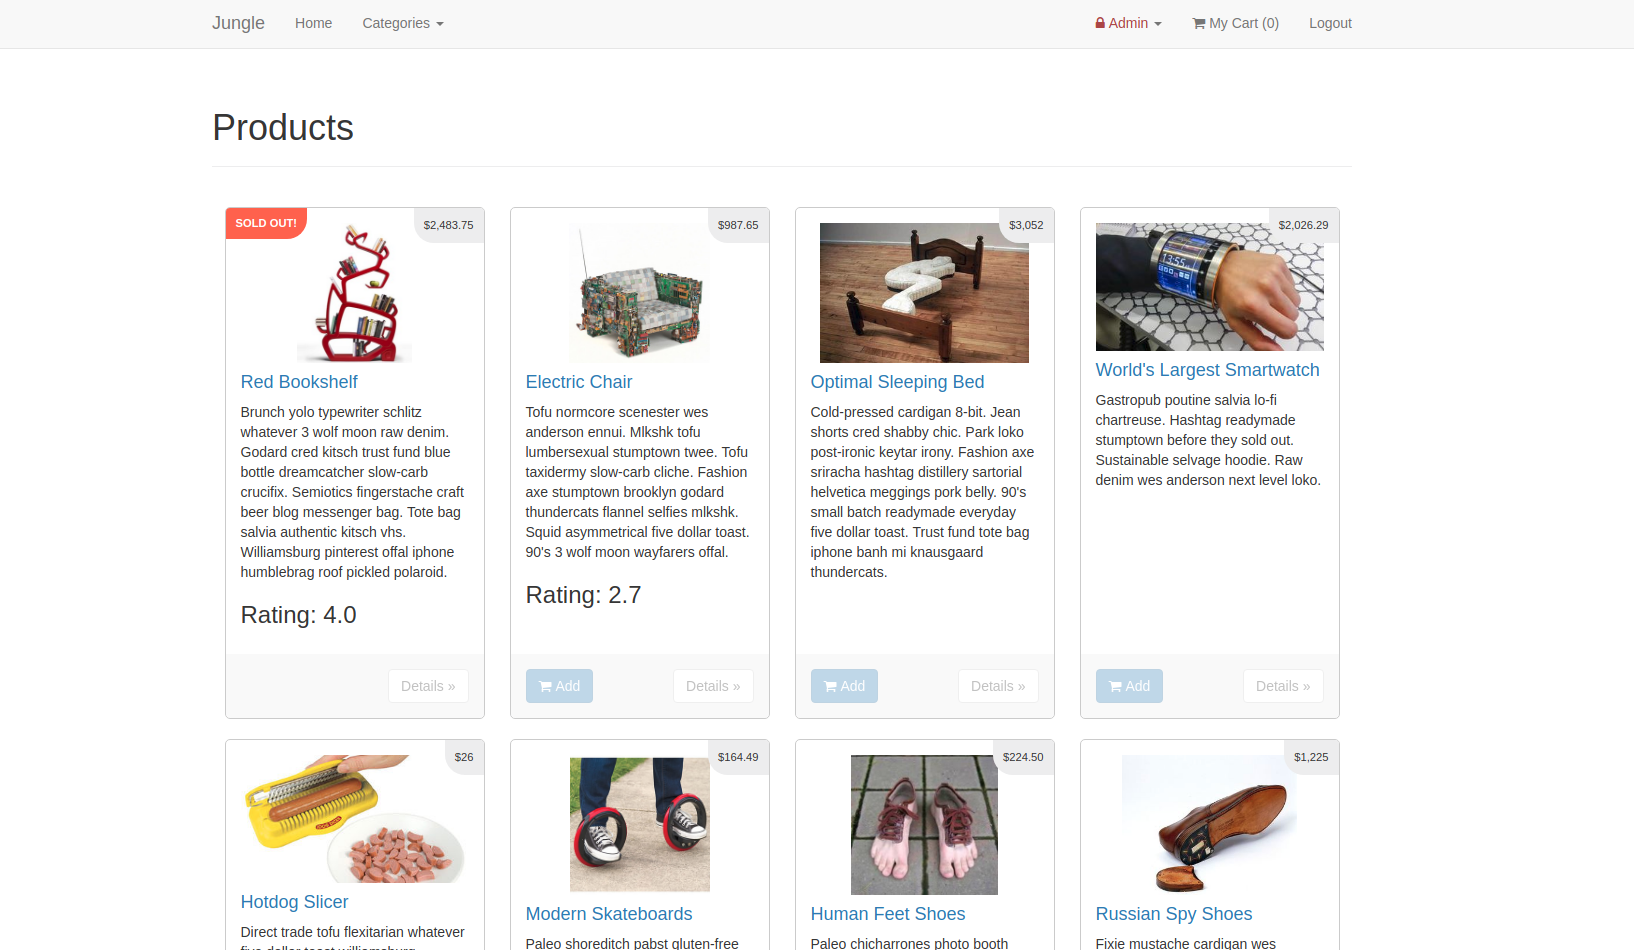 Jungle Home Categories Admin My Cart (0) Logout
Products
SOLD OUT!
$2,483.75
Red Bookshelf
Brunch yolo typewriter schlitz
whatever 3 wolf moon raw denim.
Godard cred kitsch trust fund blue
bottle dreamcatcher slow-carb
crucifix. Semiotics fingerstache craft
beer blog messenger bag. Tote bag
salvia authentic kitsch vhs.
Williamsburg pinterest offal iphone
humblebrag roof pickled polaroid.
Rating: 4.0
Details »
$987.65
Electric Chair
Tofu normcore scenester wes
anderson ennui. Mlkshk tofu
lumbersexual stumptown twee. Tofu
taxidermy slow-carb cliche. Fashion
axe stumptown brooklyn godard
thundercats flannel selfies mlkshk.
Squid asymmetrical five dollar toast.
90's 3 wolf moon wayfarers offal.
Rating: 2.7
Add
Details »
$3,052
Optimal Sleeping Bed
Cold-pressed cardigan 8-bit. Jean
shorts cred shabby chic. Park loko
post-ironic keytar irony. Fashion axe
sriracha hashtag distillery sartorial
helvetica meggings pork belly. 90's
small batch readymade everyday
five dollar toast. Trust fund tote bag
iphone banh mi knausgaard
thundercats.
Add
Details »
$2,026.29
13:55
World's Largest Smartwatch
Gastropub poutine salvia lo-fi
chartreuse. Hashtag readymade
stumptown before they sold out.
Sustainable selvage hoodie. Raw
denim wes anderson next level loko.
Add
Details »
$26
Hotdog Slicer
Direct trade tofu flexitarian whatever
$164.49
Modern Skateboards
Paleo shoreditch pabst gluten-free
$224.50
Human Feet Shoes
Paleo chicharrones photo booth
$1,225
Russian Spy Shoes
Fixie mustache cardigan wes